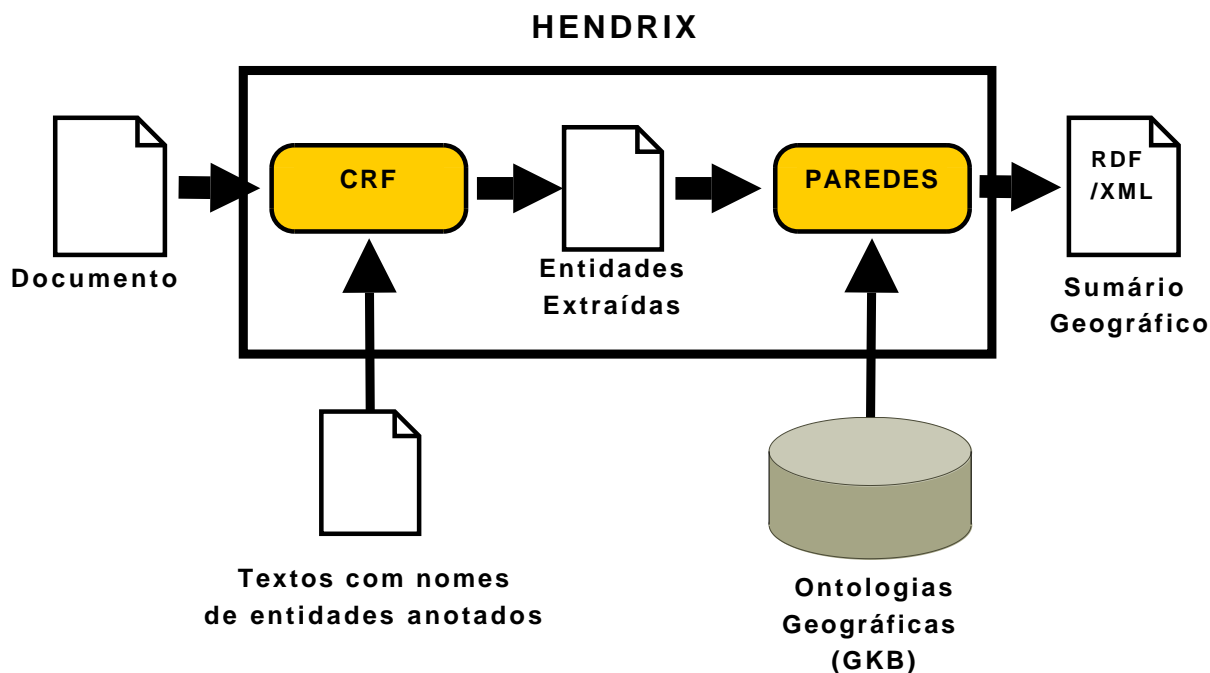 HENDRIX
Documento
CRF
Entidades
Extraídas
PAREDES
RDF
/XML
Sumário
Geográfico
Textos com nomes
de entidades anotados
Ontologias
Geográficas
(GKB)